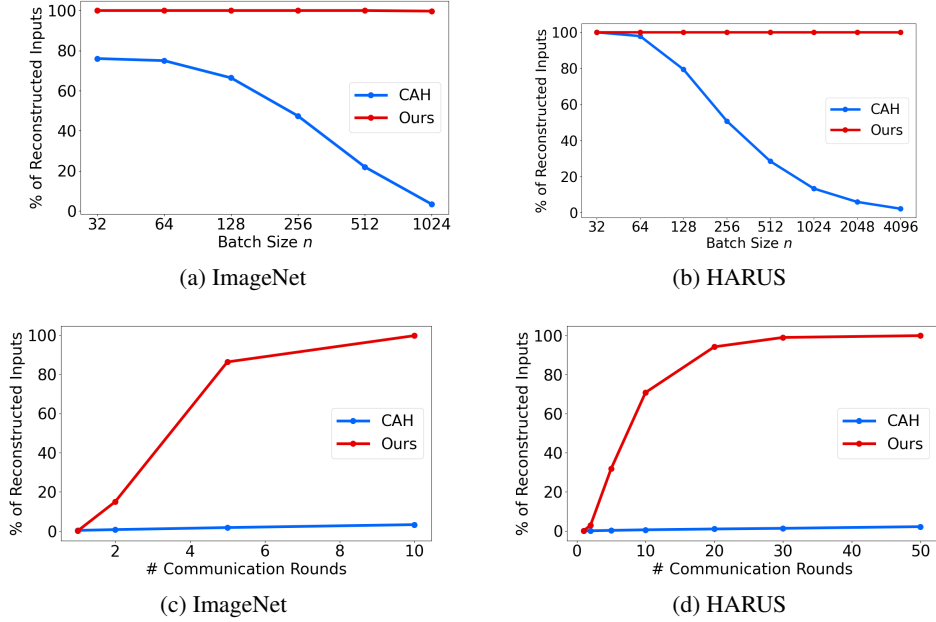 % of Reconstructed Inputs
100
80
60
40
20
0
32 64 128 256 512 1024
Batch Size n
CAH
Ours
(a) ImageNet
% of Reconstructed Inputs
100
80
60
40
20
0
32 64 128 256 512 1024 2048 4096
Batch Size n
CAH
Ours
(b) HARUS
% of Reconstructed Inputs
100
80
60
40
20
0
2 4 6 8 10
# Communication Rounds
CAH
Ours
(c) ImageNet
% of Reconstructed Inputs
100
80
60
40
20
0
0 10 20 30 40 50
# Communication Rounds
CAH
Ours
(d) HARUS